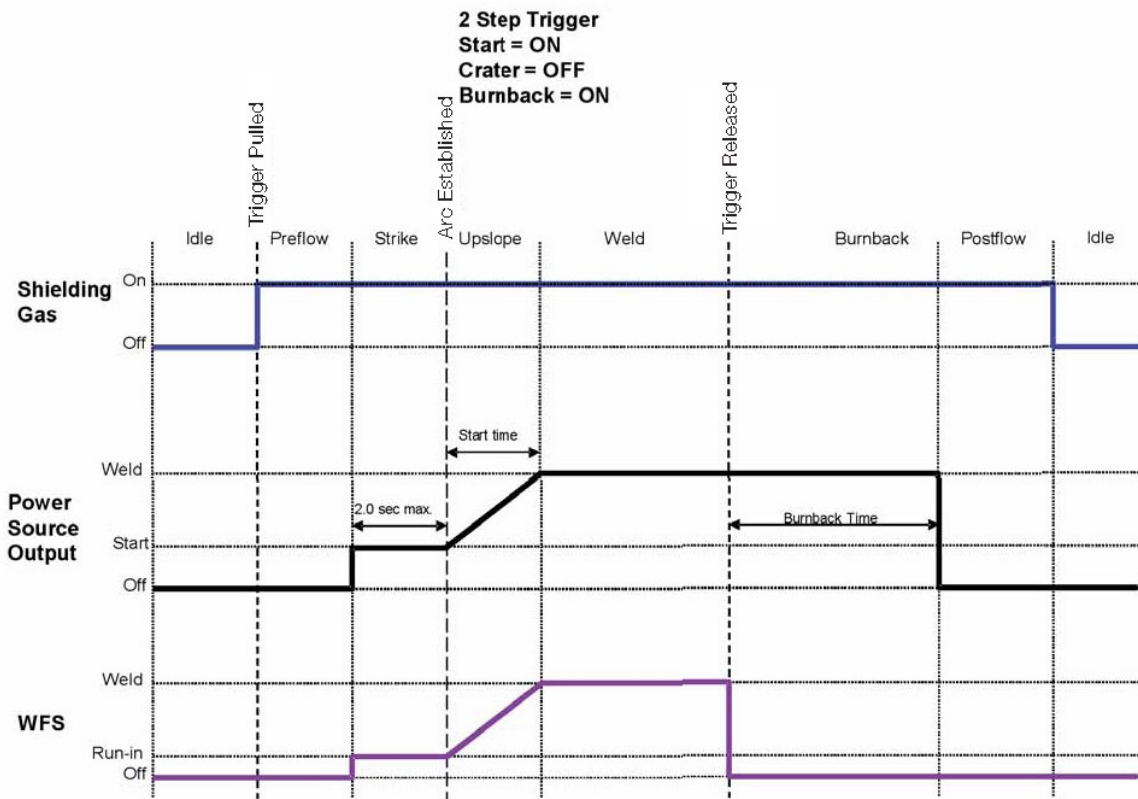 2 Step Trigger
Start = ON
Crater = OFF
Burnback = ON
Trigger Pulled
Arc Established
Trigger Released
Idle
Preflow
Strike
Upslope
Weld
Burnback
Postflow
Idle
Shielding
Gas
On
Off
Start time
Weld
Power
Source
Output
2.0 sec max.
Burnback Time
Start
Off
Weld
WFS
Run-in
Off